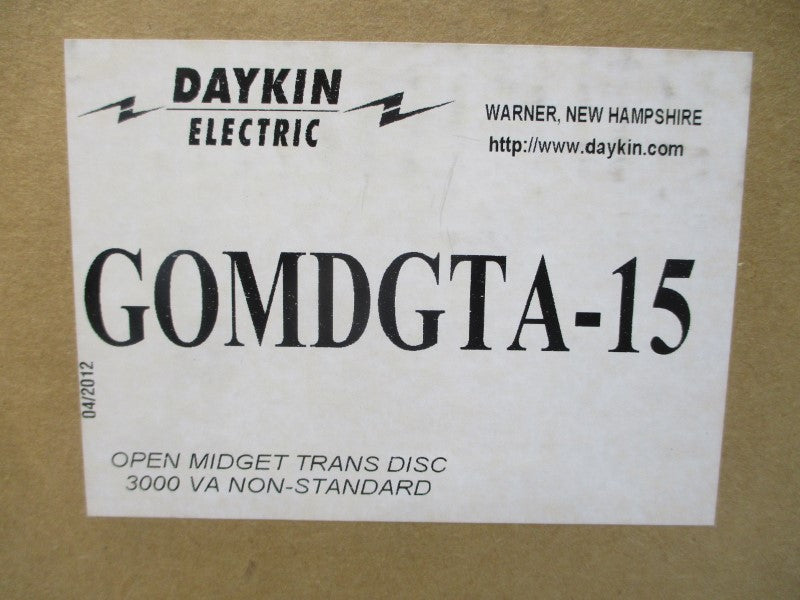 DAYKIN
ELECTRIC
WARNER, NEW HAMPSHIRE
http://www.daykin.com
GOMDGTA-15
04/2012
OPEN MIDGET TRANS DISC
3000 VA NON-STANDARD